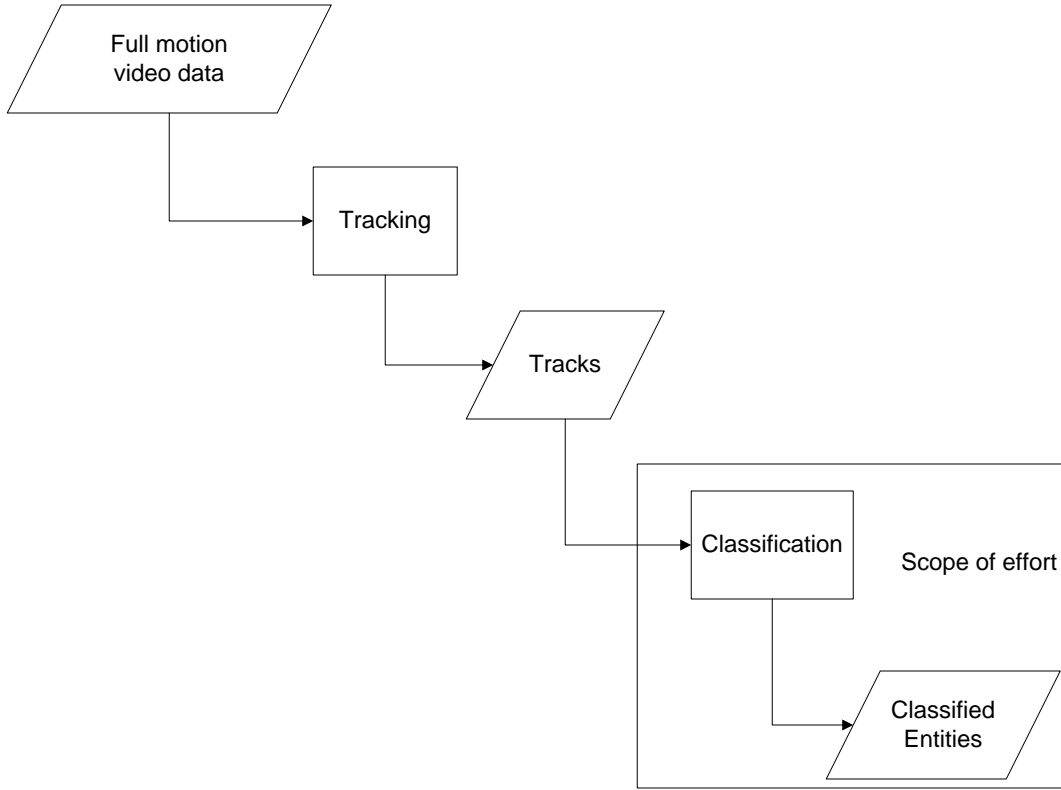 Full motion
video data
Tracking
Tracks
Classification
Scope of effort
Classified
Entities